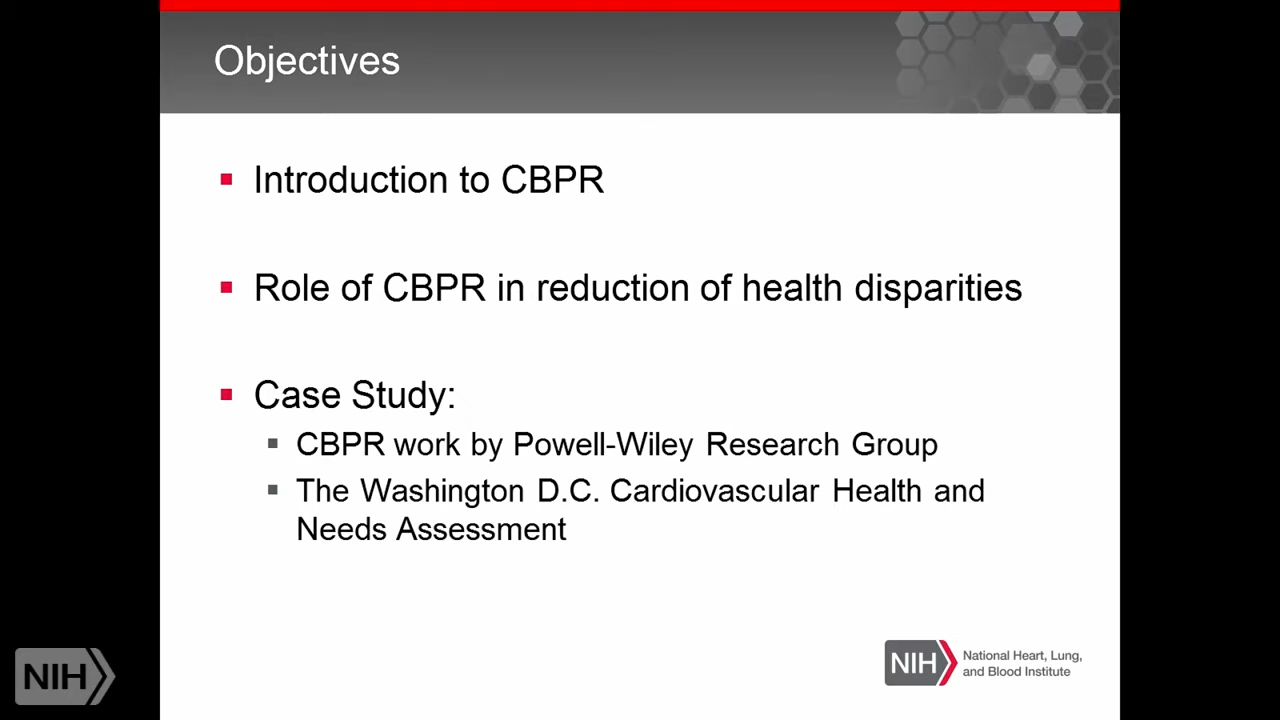 Objectives
Introduction to CBPR
Role of CBPR in reduction of health disparities
Case Study:
CBPR work by Powell-Wiley Research Group
The Washington D.C. Cardiovascular Health and
Needs Assessment
NIH
National Heart, Lung,
and Blood Institute
NIH